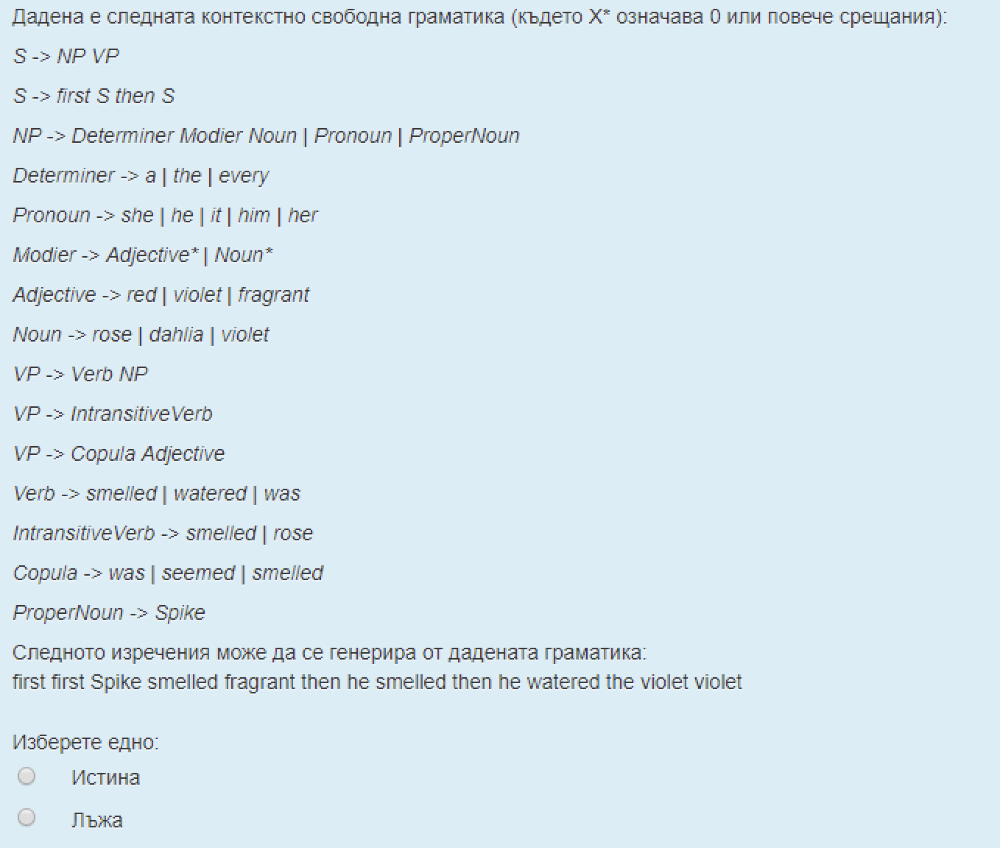 Дадена е следната контекстно свободна граматика (където X* означава 0 или повече срещания):
S -> NP VP
S -> first S then S
NP -> Determiner Modier Noun | Pronoun | ProperNoun
Determiner -> a | the | every
Pronoun -> she | he | it | him | her
Modier -> Adjective* | Noun*
Adjective -> red | violet | fragrant
Noun -> rose | dahlia | violet
VP -> Verb NP
VP -> IntransitiveVerb
VP -> Copula Adjective
Verb -> smelled | watered | was
IntransitiveVerb -> smelled | rose
Copula -> was | seemed | smelled
ProperNoun -> Spike
Следното изречения може да се генерира от дадената граматика:
first first Spike smelled fragrant then he smelled then he watered the violet violet
Изберете едно:
Истина
Лъжа